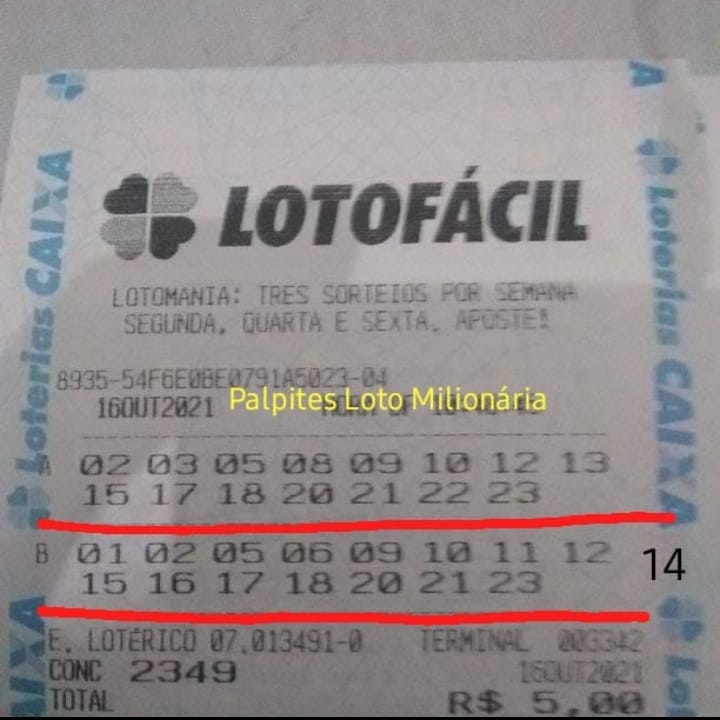 LOTOFÁCIL
LOTOMANIA: TRES SORTEIOS POR SEMANA
SEGUNDA, QUARTA E SEXTA, APOSTE!
8935-54F6E0BE0791A5023-04
16OUT2021 Palpites Loto Milionária
A 02 03 05 08 09 10 12 13
15 17 18 20 21 22 23
B 01 02 05 06 09 10 11 12 14
15 16 17 18 20 21 23
E. LOTÉRICO 07.013491-0 TERMINAL 003342
CONC 2349 16OUT2021
TOTAL R$ 5,00
Loterias CAIXA
Loterias CAIXA